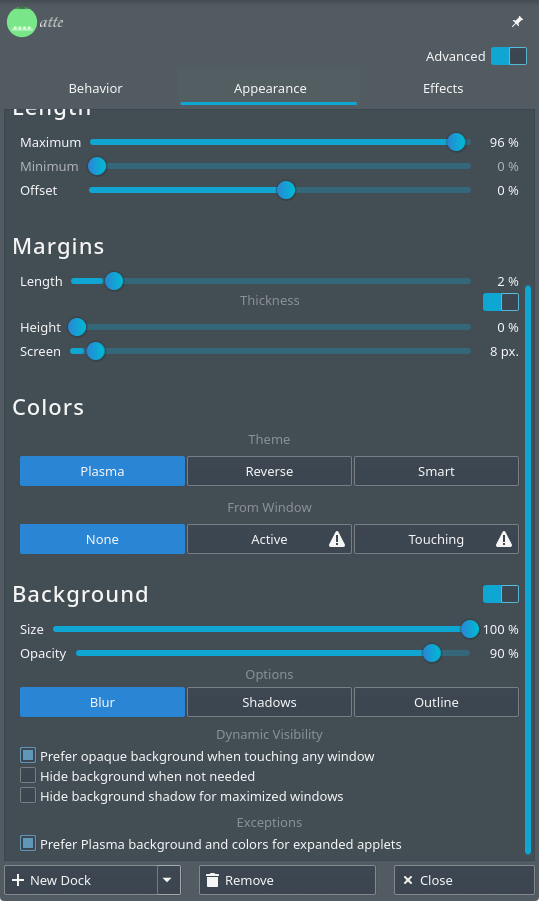 atte
Advanced
Behavior Appearance Effects
Length
Maximum 96 %
Minimum 0 %
Offset 0 %
Margins
Length 2 %
Thickness
Height 0 %
Screen 8 px.
Colors
Theme
Plasma Reverse Smart
From Window
None Active Touching
Background
Size 100 %
Opacity 90 %
Options
Blur Shadows Outline
Dynamic Visibility
Prefer opaque background when touching any window
Hide background when not needed
Hide background shadow for maximized windows
Exceptions
Prefer Plasma background and colors for expanded applets
New Dock Remove Close